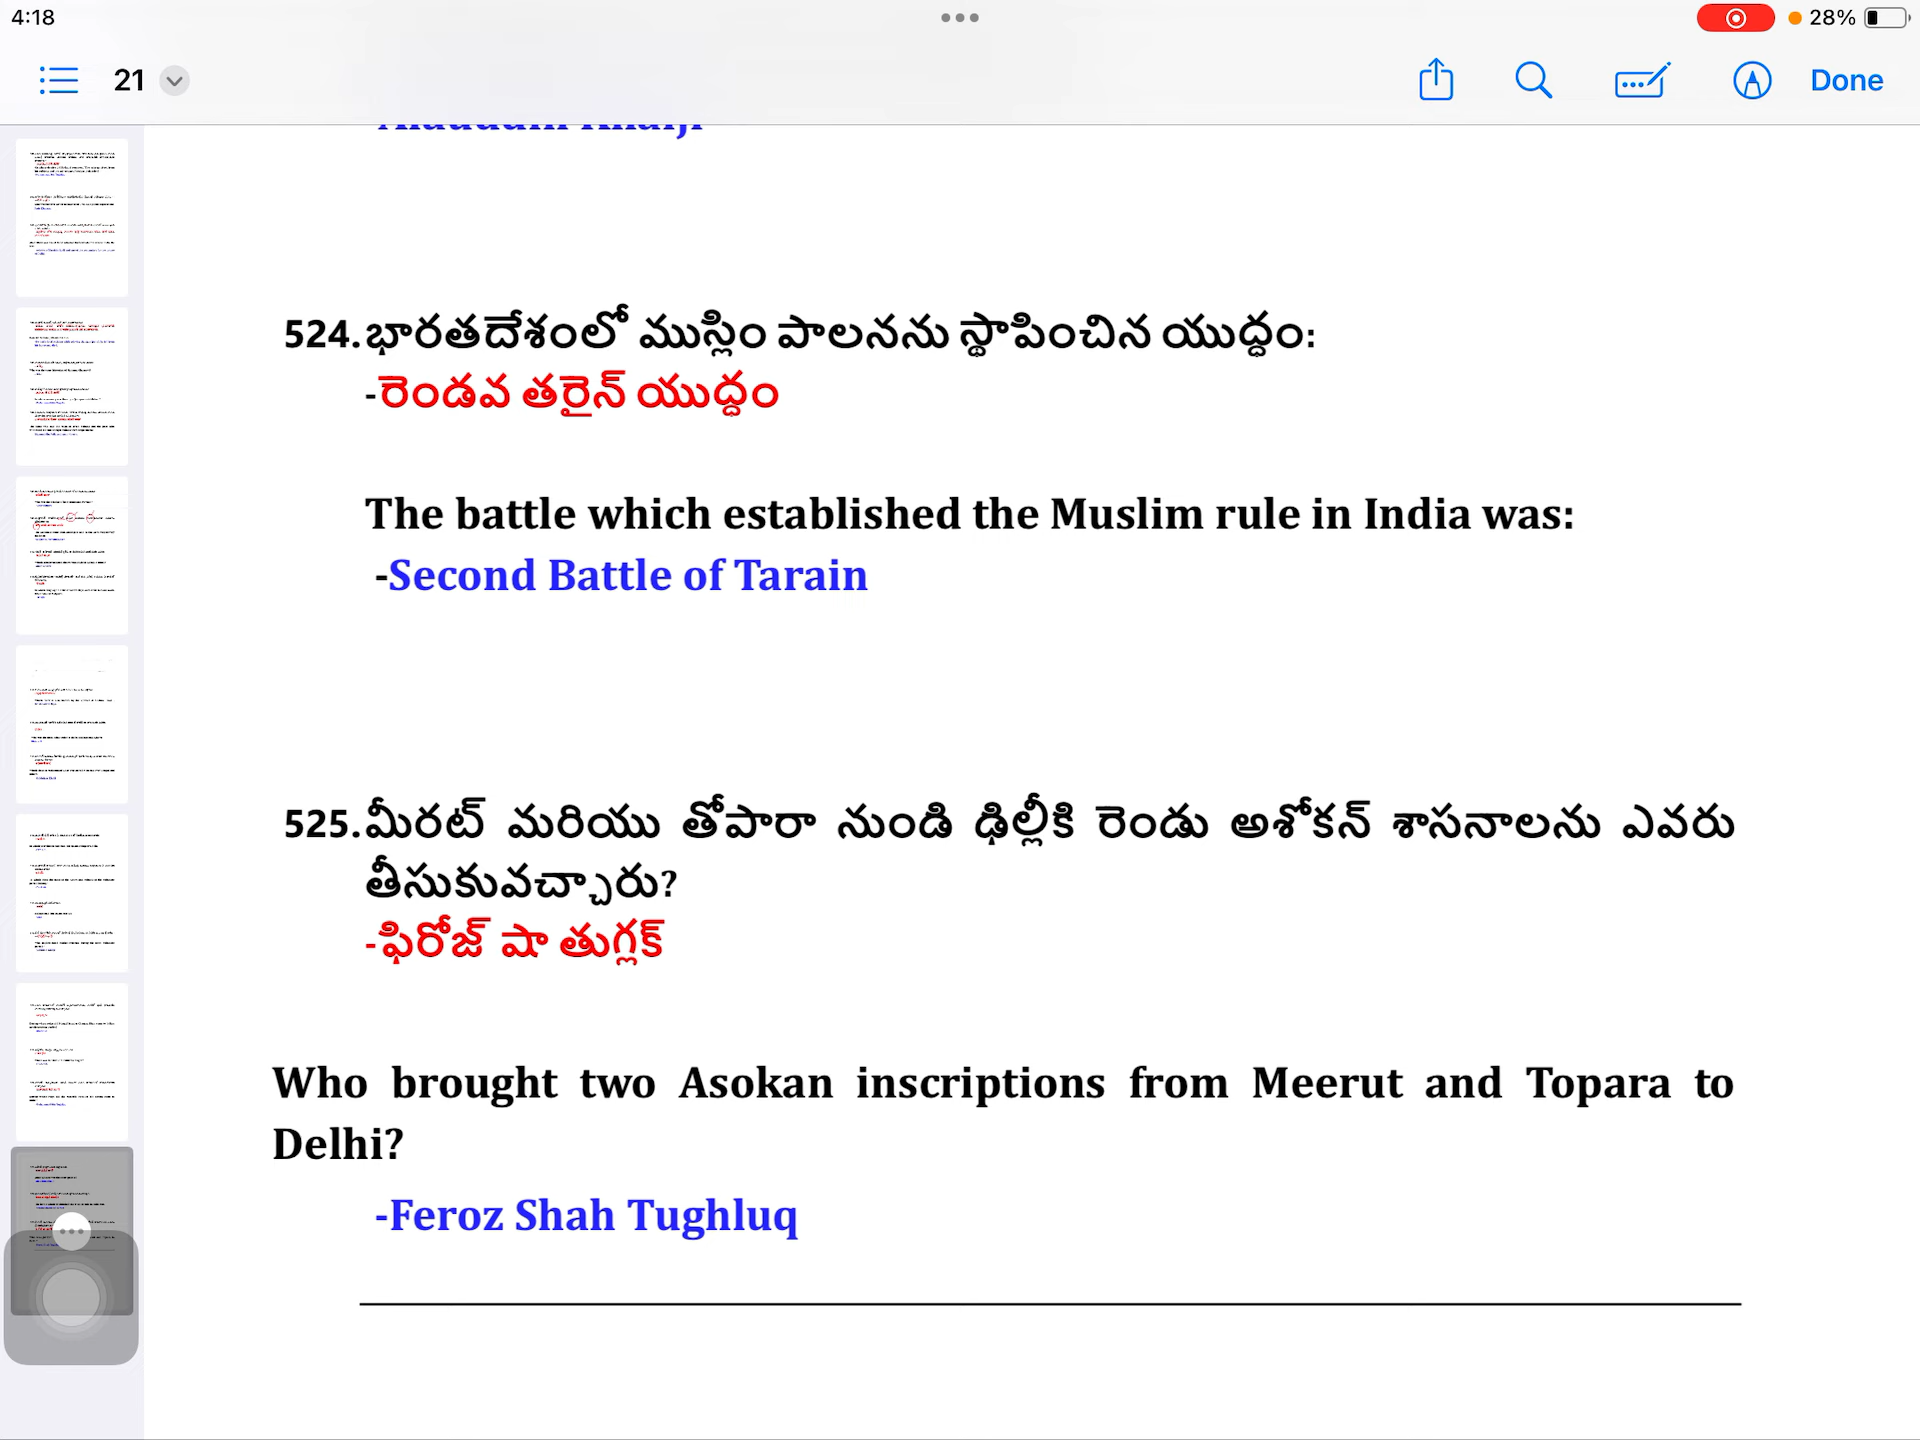 4:18
28%
21
Done
524.భారతదేశంలో ముస్లిం పాలనను స్థాపించిన యుద్ధం:
-రెండవ తరైన్ యుద్ధం
The battle which established the Muslim rule in India was:
-Second Battle of Tarain
525.మీరట్ మరియు తోపారా నుండి ఢిల్లీకి రెండు అశోకన్ శాసనాలను ఎవరు
తీసుకువచ్చారు?
-ఫిరోజ్ షా తుగ్లక్
Who brought two Asokan inscriptions from Meerut and Topara to
Delhi?
-Feroz Shah Tughluq